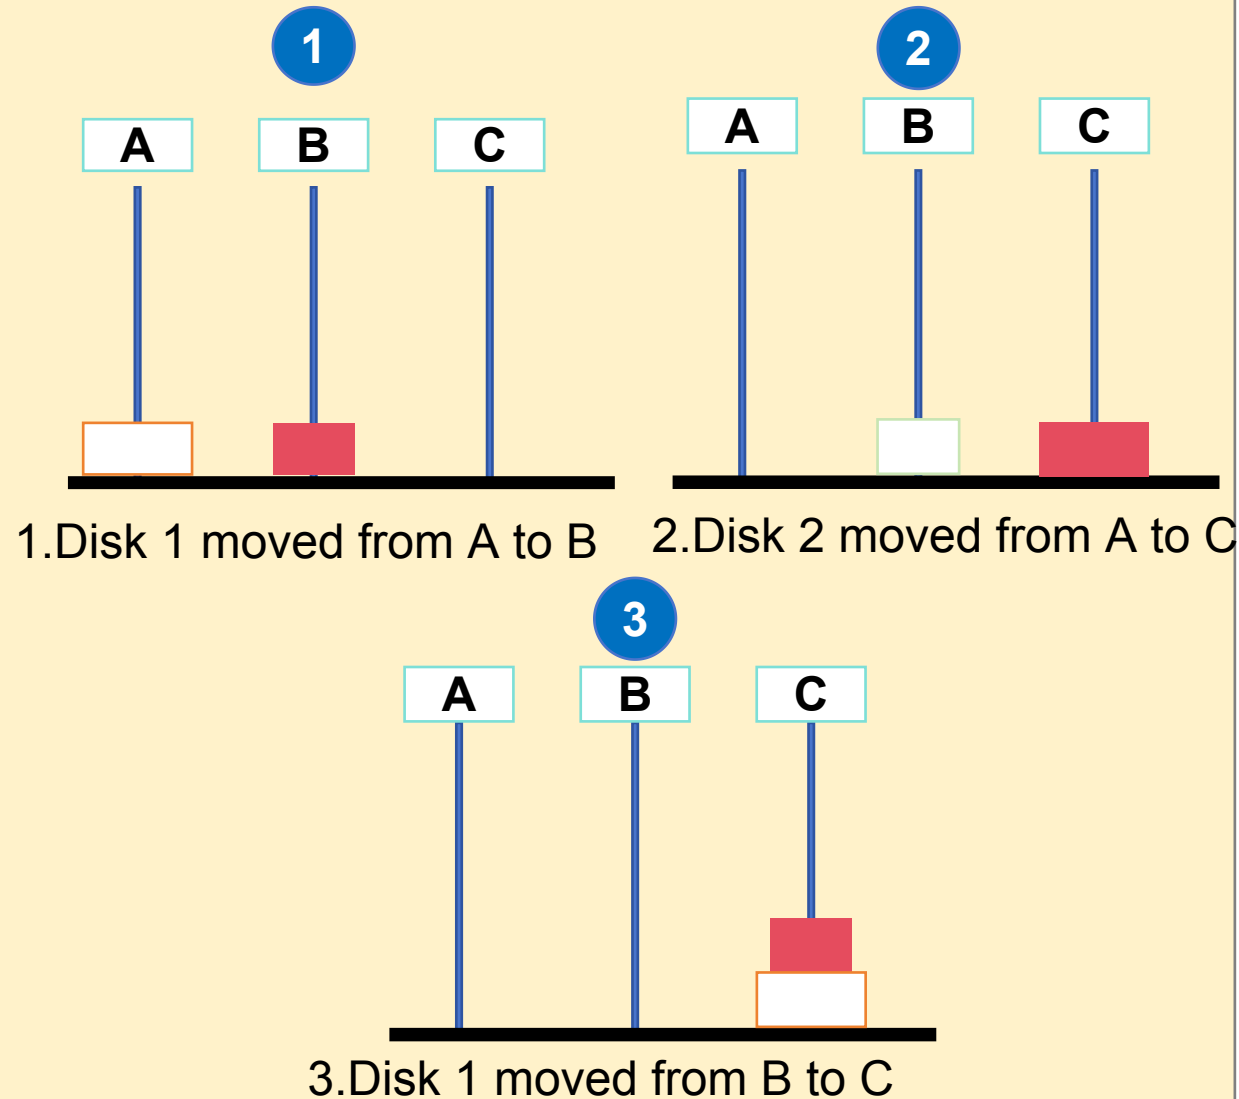 1
A B C
1.Disk 1 moved from A to B
2
A B C
2.Disk 2 moved from A to C
3
A B C
3.Disk 1 moved from B to C